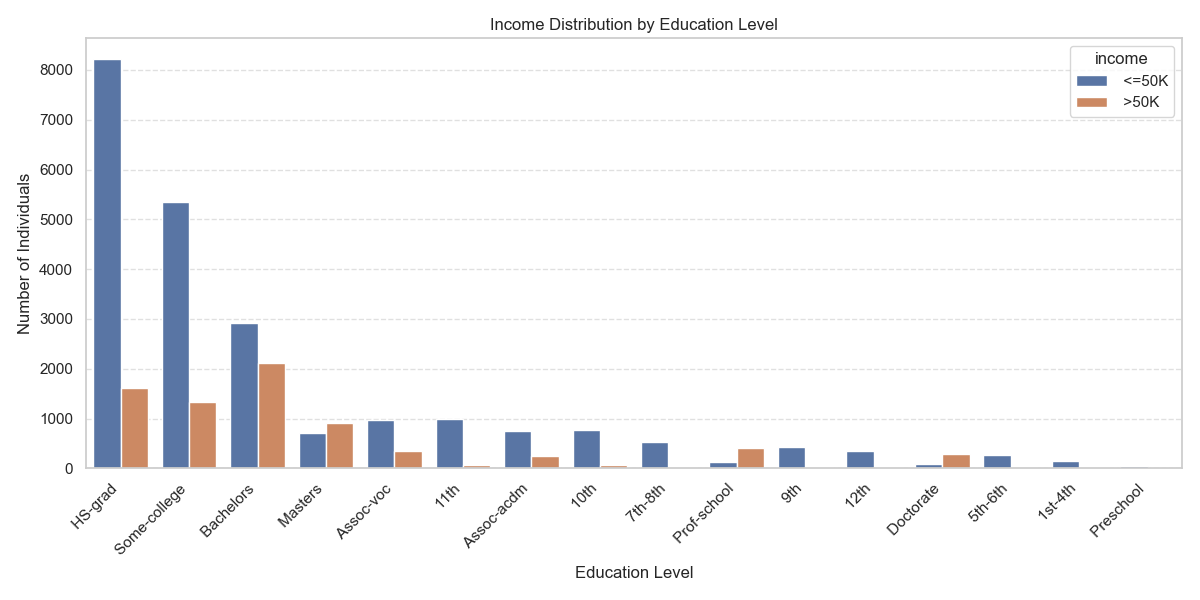 Income Distribution by Education Level
income
<=50K
>50K
Number of Individuals
8000
7000
6000
5000
4000
3000
2000
1000
0
HS-grad
Some-college
Bachelors
Masters
Assoc-voc
11th
Assoc-acdm
10th
7th-8th
Prof-school
9th
12th
Doctorate
5th-6th
1st-4th
Preschool
Education Level